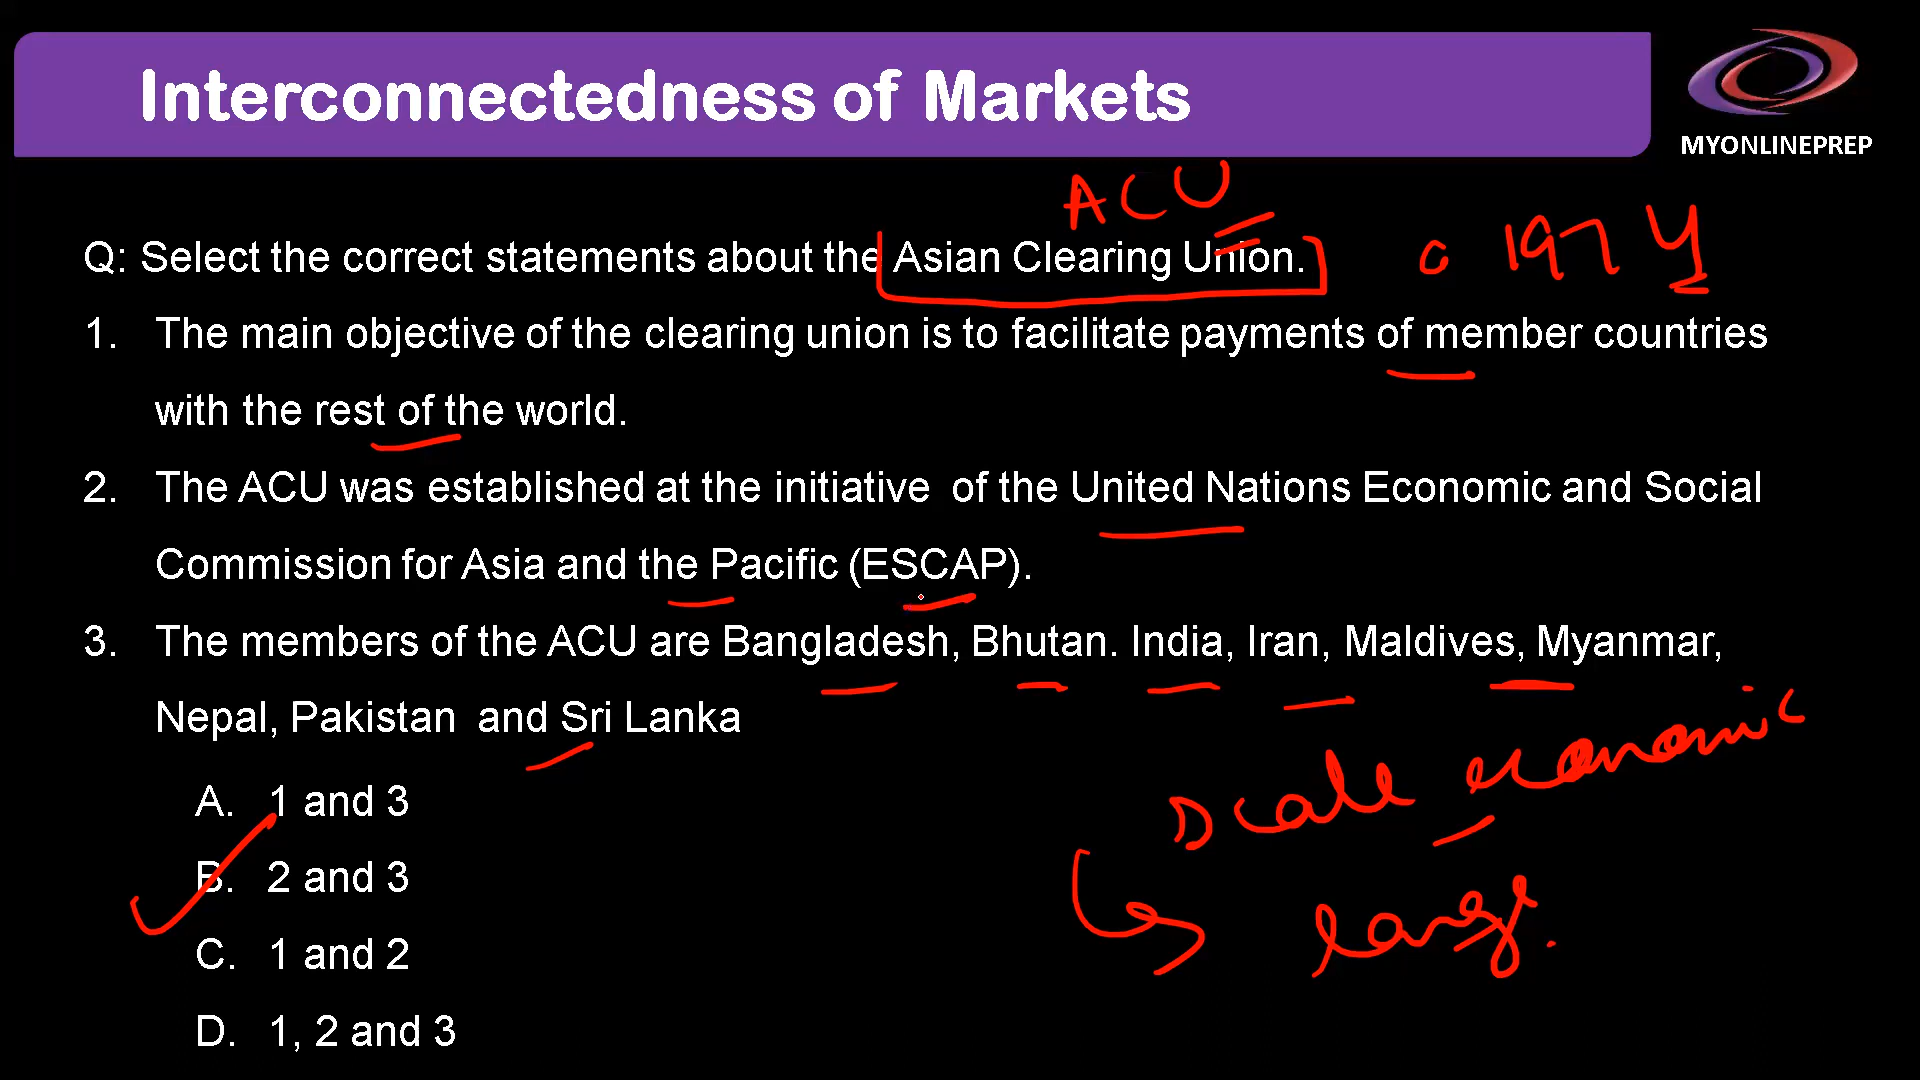 Interconnectedness of Markets
MYONLINEPREP
ACU
Q: Select the correct statements about the Asian Clearing Union.
1974
1. The main objective of the clearing union is to facilitate payments of member countries
with the rest of the world.
2. The ACU was established at the initiative of the United Nations Economic and Social
Commission for Asia and the Pacific (ESCAP).
3. The members of the ACU are Bangladesh, Bhutan. India, Iran, Maldives, Myanmar,
Nepal, Pakistan and Sri Lanka
scale economic
A. 1 and 3
B. 2 and 3
large.
C. 1 and 2
D. 1, 2 and 3